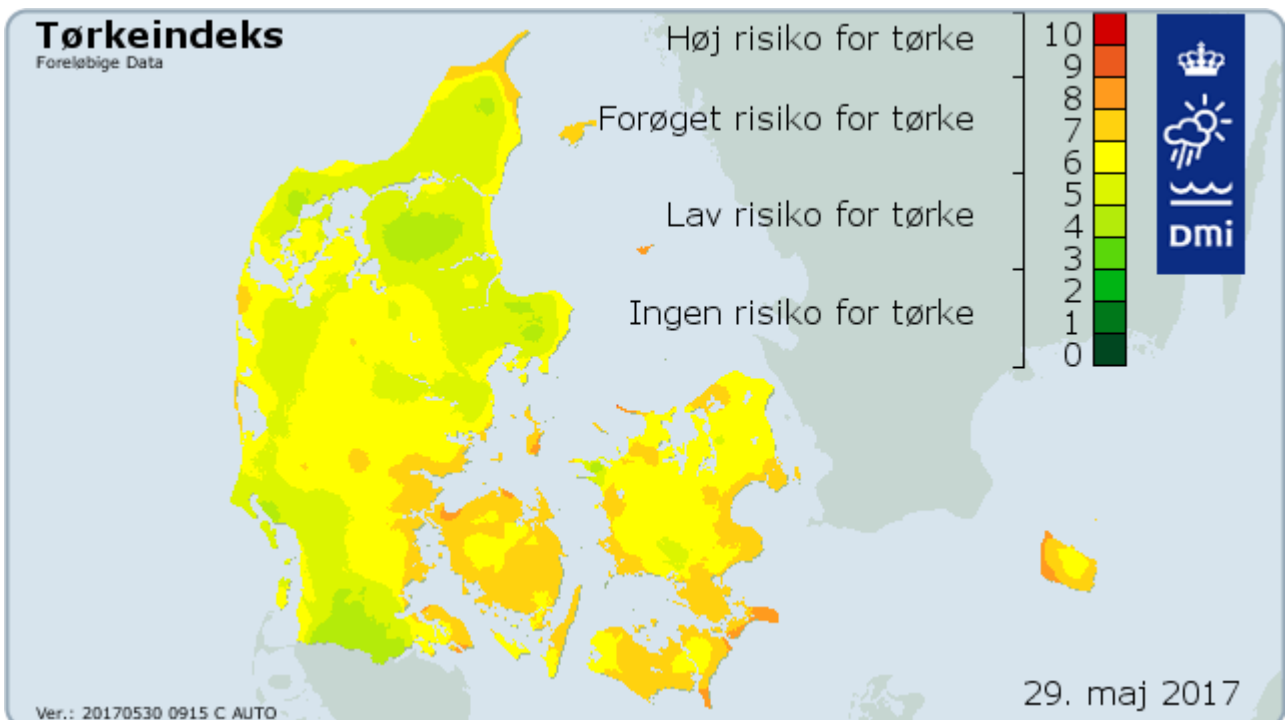 Tørkeindeks
Foreløbige Data
Høj risiko for tørke
Forøget risiko for tørke
Lav risiko for tørke
Ingen risiko for tørke
10
9
8
7
6
5
4
3
2
1
0
DMI
29. maj 2017
Ver.: 20170530 0915 C AUTO